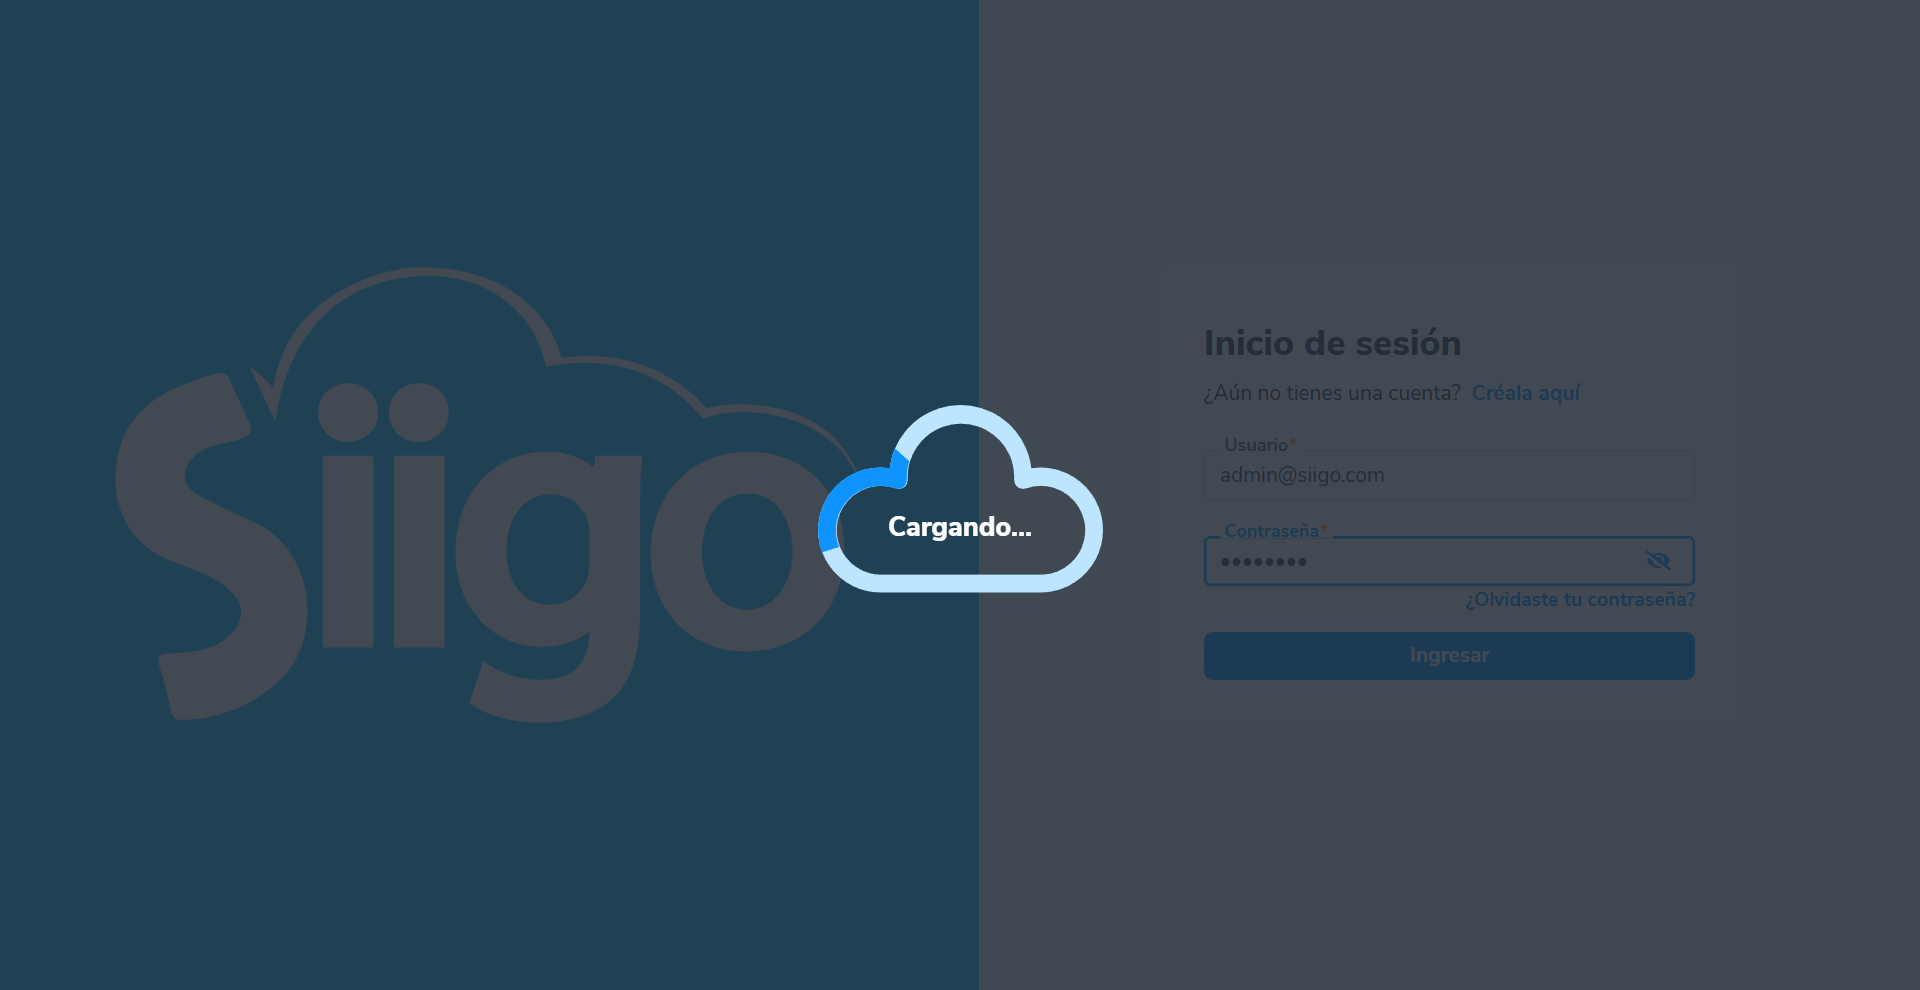 Siigo
Cargando...
Inicio de sesión
¿Aún no tienes una cuenta? Créala aquí
Usuario*
admin@siigo.com
Contraseña*
••••••••
¿Olvidaste tu contraseña?
Ingresar